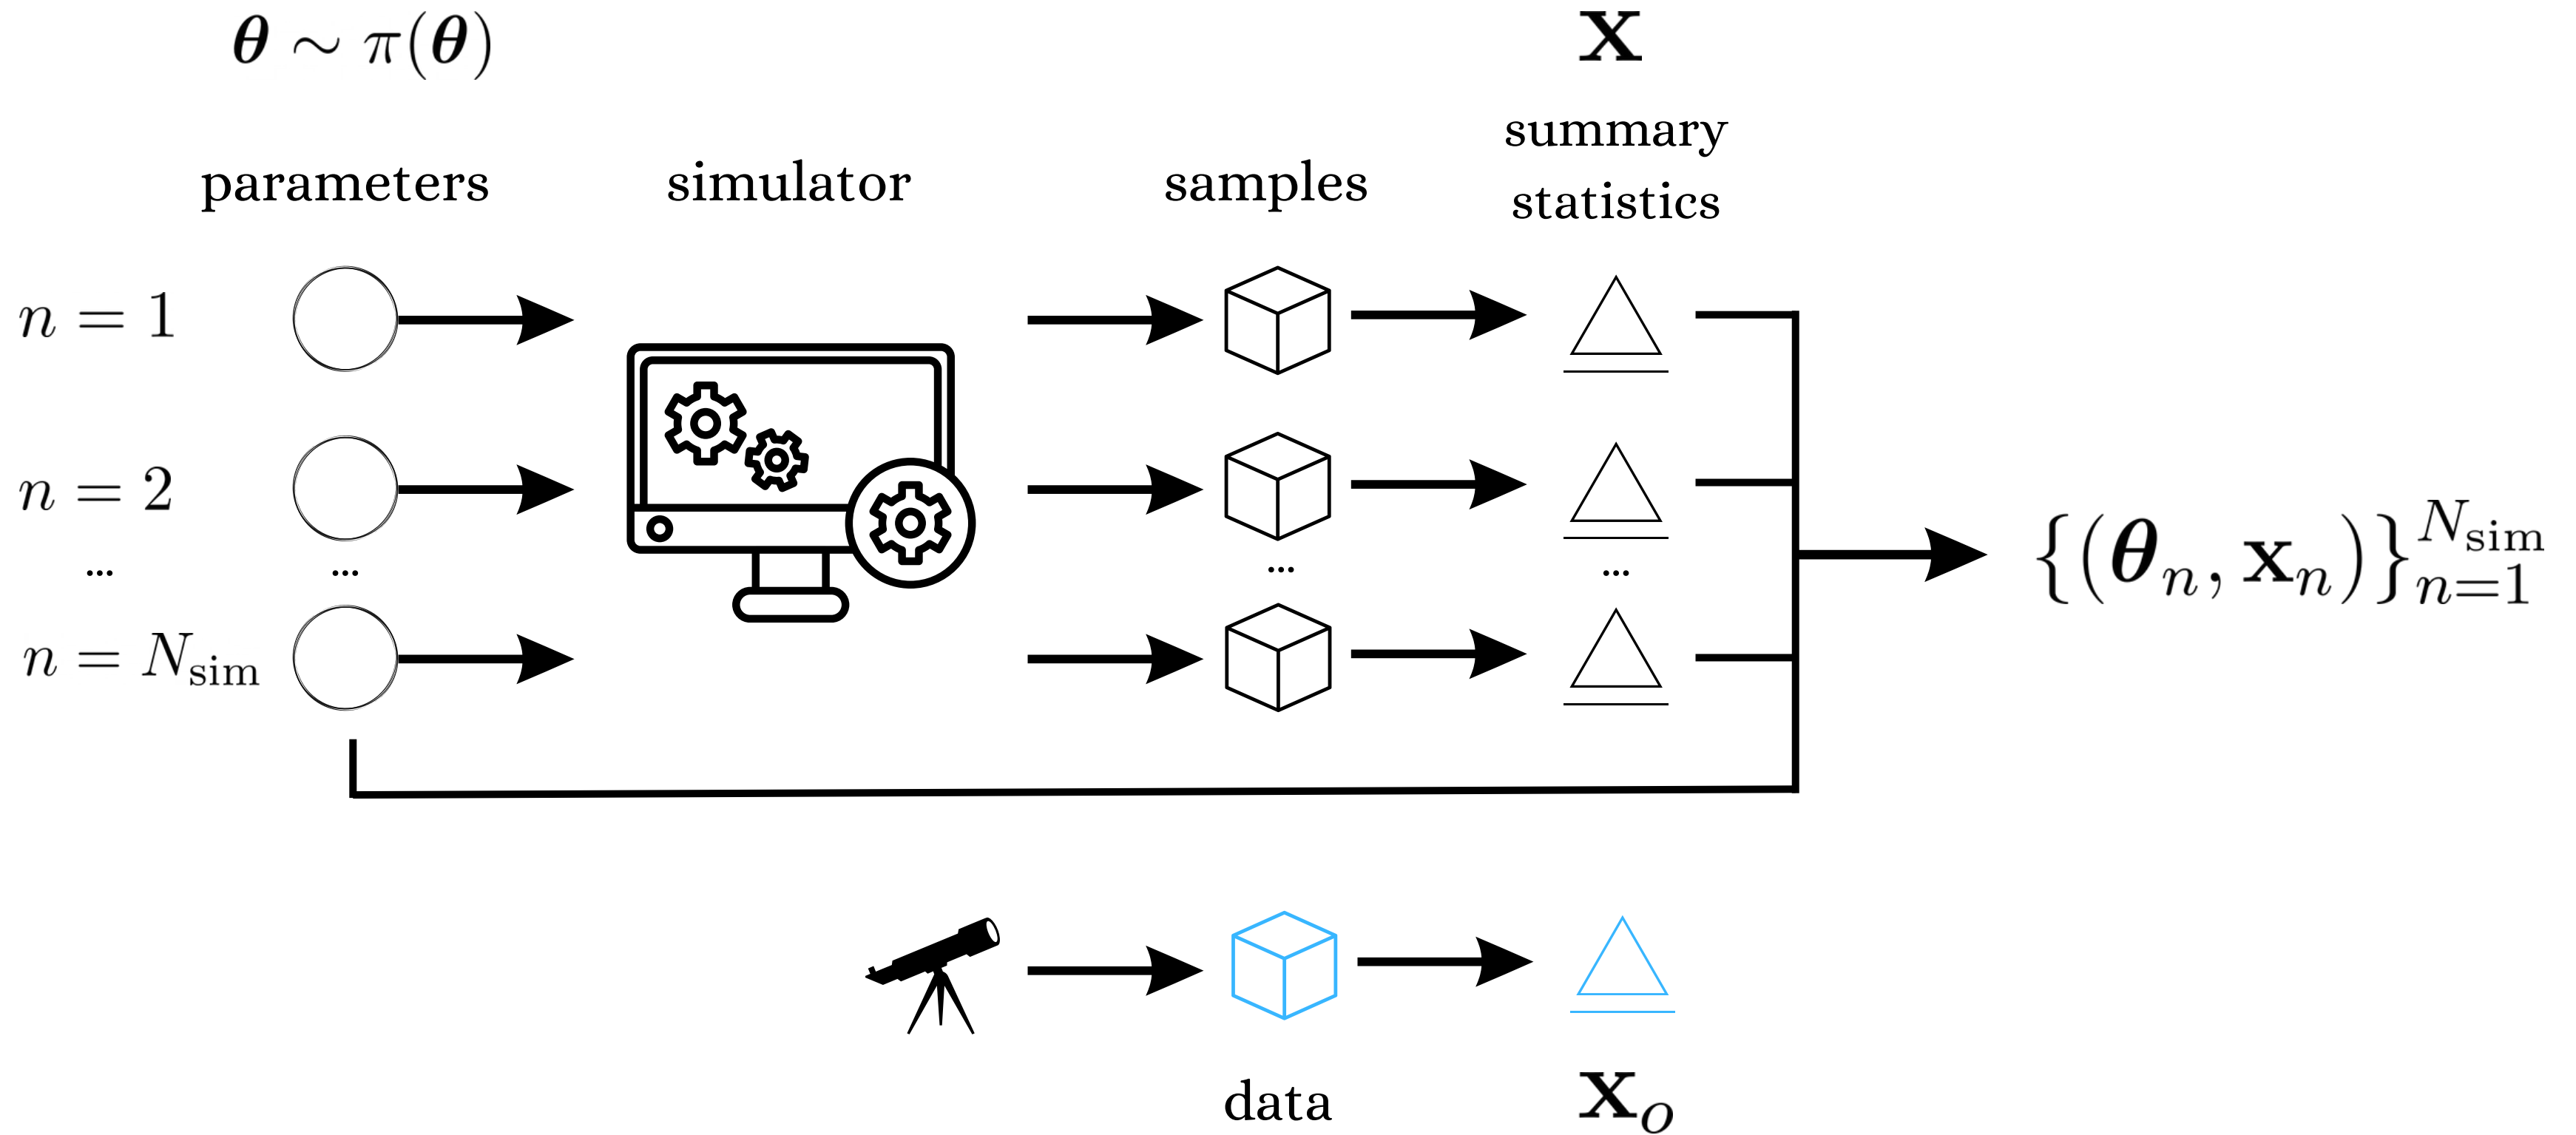 𝜽 ∼ π(𝜽)
𝐱
parameters
simulator
samples
summary
statistics
n = 1
n = 2
...
...
...
...
n = N_sim
{(𝜽_n, 𝐱_n)}_{n=1}^{N_sim}
data
𝐱_o